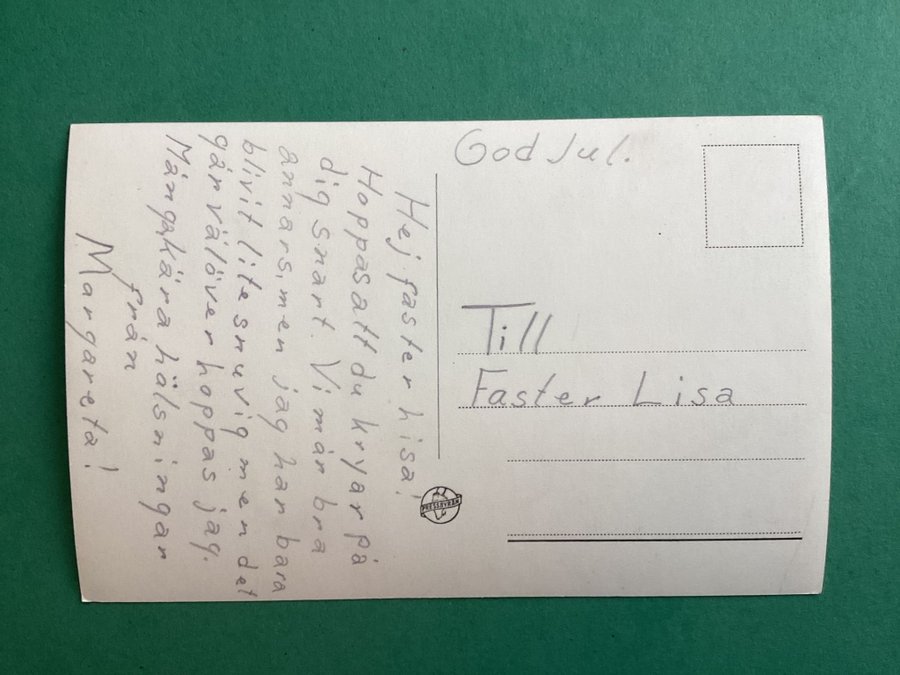 God Jul.
Till
Faster Lisa
PRESSBYRÅN
Hej faster Lisa!
Hoppas att du kryar på
dig snart. Vi mår bra
annars, men jag har bara
blivit lite snuvig men det
går väl över hoppas jag.
Många kära hälsningar
från
Margareta!